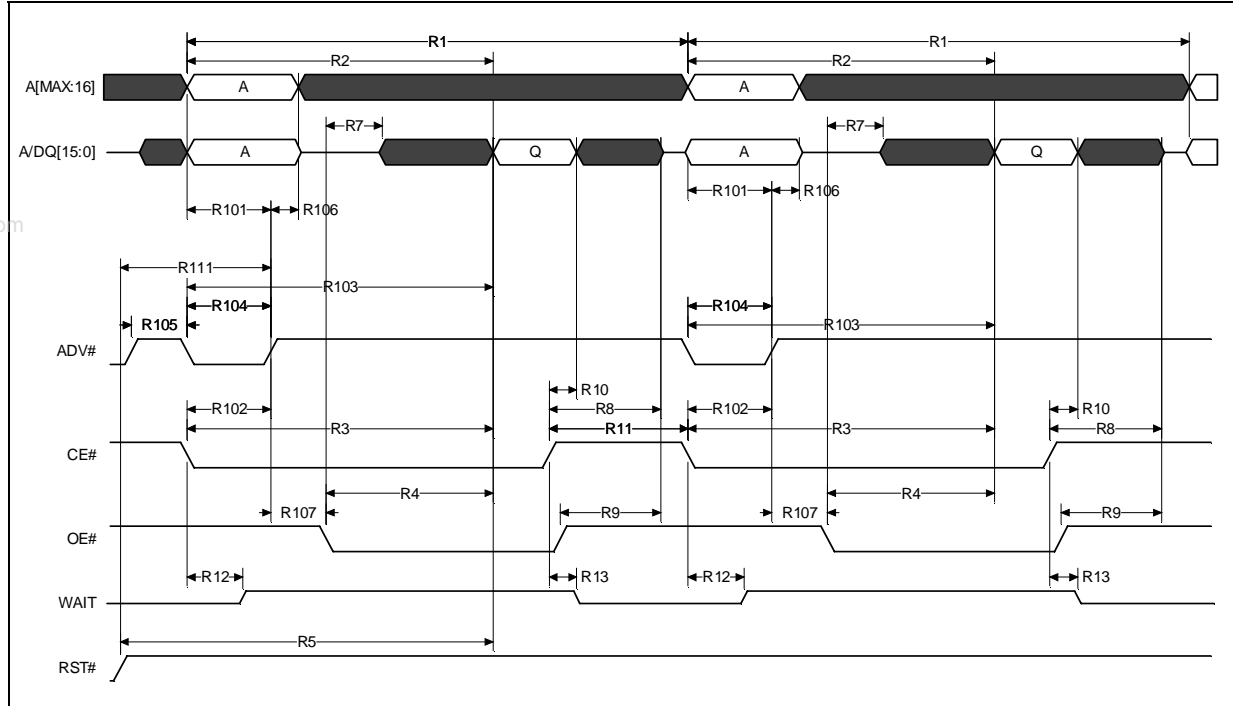 R1 R1
R2 R2
A[MAX:16] A A
R7 R7
A/DQ[15:0] A Q A Q
R101 R106 R101 R106
om
R111
R103
R104 R104
R105 R103
ADV#
R10 R10
R102 R8 R102 R8
R3 R11 R3
CE#
R4 R4
R107 R9 R107 R9
OE#
R12 R13 R12 R13
WAIT
R5
RST#